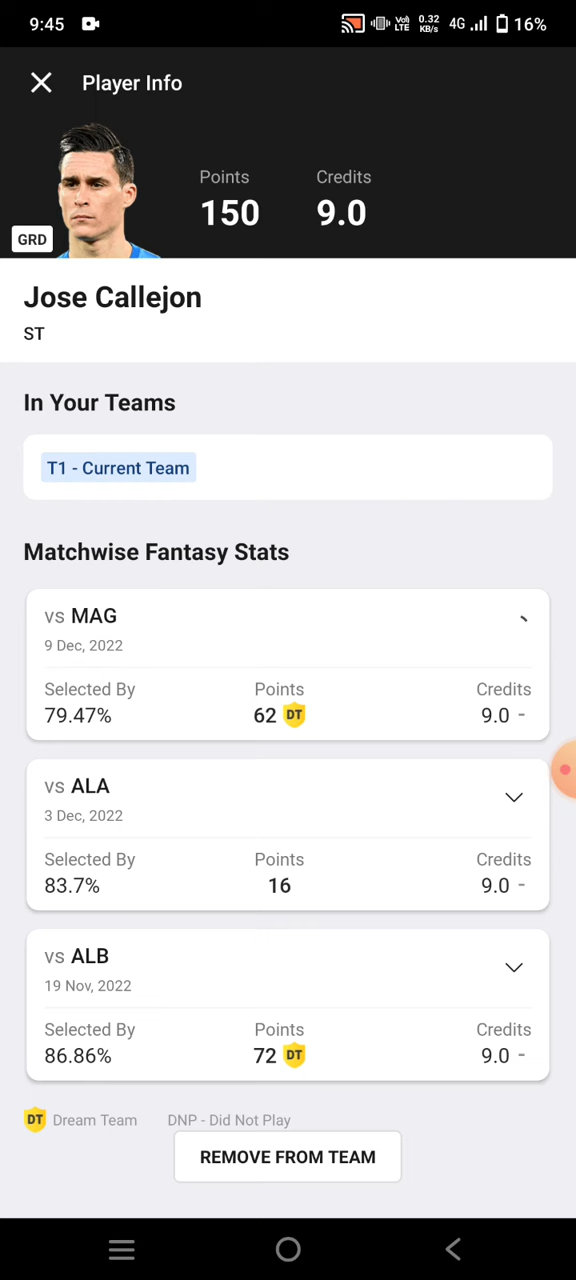 9:45 Vo) LTE 0.32 KB/s 4G 16%
Player Info
Points Credits
150 9.0
GRD
Jose Callejon
ST
In Your Teams
T1 - Current Team
Matchwise Fantasy Stats
vs MAG
9 Dec, 2022
Selected By Points Credits
79.47% 62 DT 9.0 -
vs ALA
3 Dec, 2022
Selected By Points Credits
83.7% 16 9.0 -
vs ALB
19 Nov, 2022
Selected By Points Credits
86.86% 72 DT 9.0 -
DT Dream Team DNP - Did Not Play
REMOVE FROM TEAM